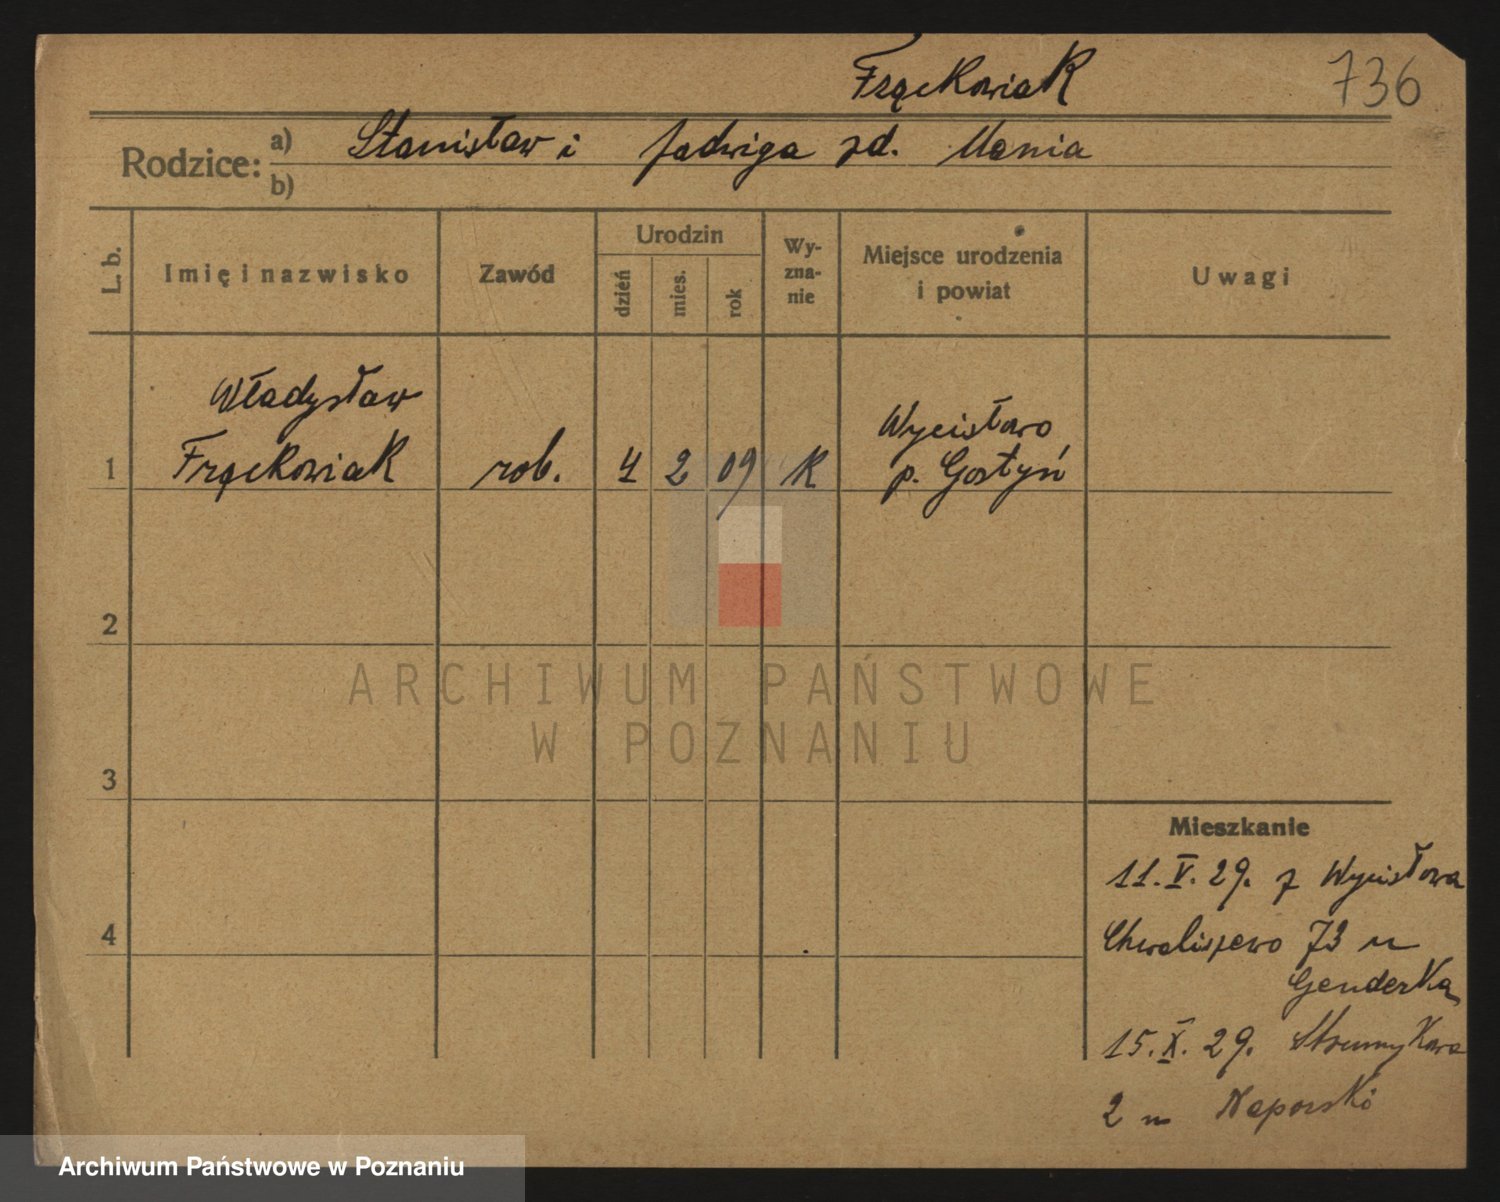 Frąckowiak 736
Rodzice: a) Stanisław i Jadwiga zd. Mania
b)
L. b. Imię i nazwisko Zawód Urodzin dzień mies. rok Wyznanie Miejsce urodzenia i powiat Uwagi
Władysław Wycisłowo
1 Frąckowiak rob. 4 2 09 K p. Gostyń
2
3
4
Mieszkanie
11.V.29. z Wycisłowa
Chwaliszewo 73 u
Genderka
15.X.29. Strumykowa
2 u Naporski
ARCHIWUM PAŃSTWOWE
W POZNANIU
Archiwum Państwowe w Poznaniu